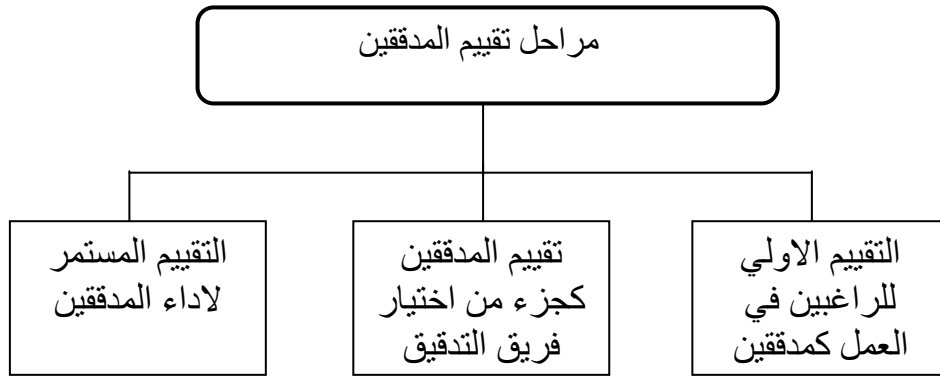 مراحل تقييم المدققين
التقييم الاولي
للراغبين في
العمل كمدققين
تقييم المدققين
كجزء من اختيار
فريق التدقيق
التقييم المستمر
لاداء المدققين